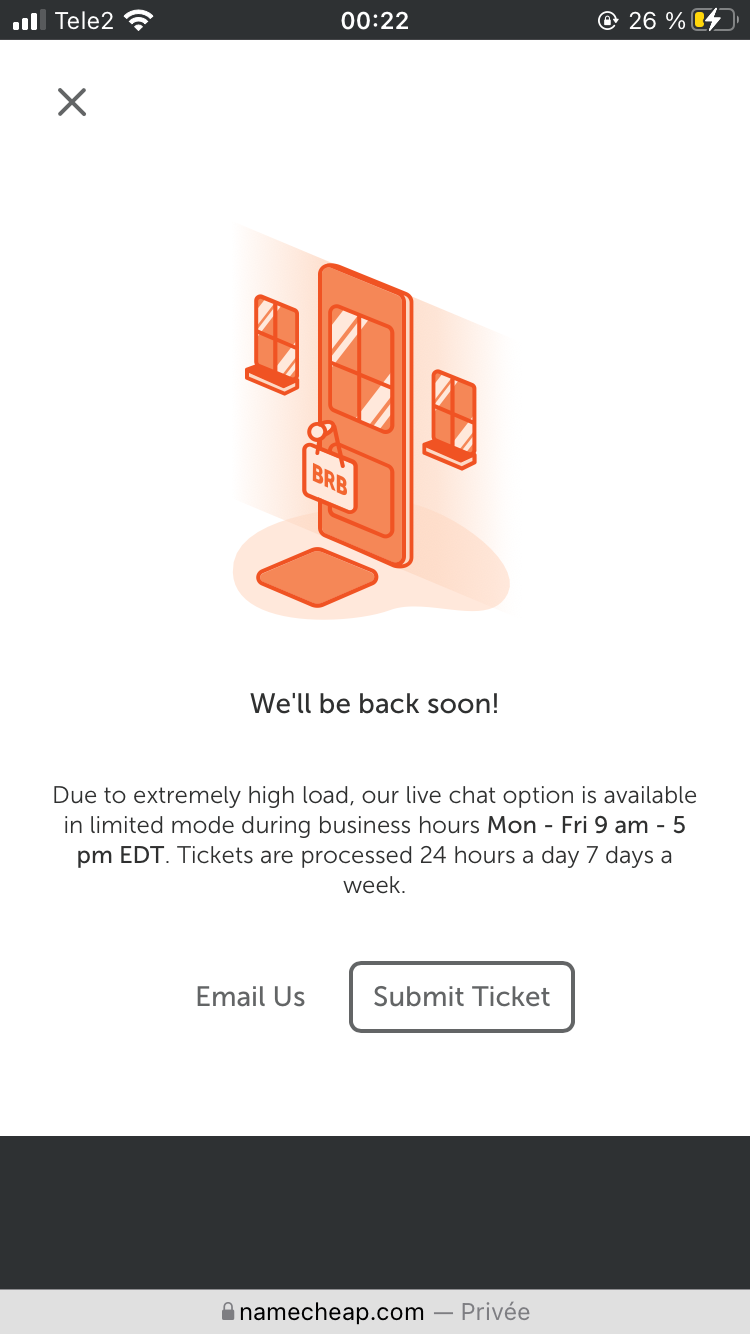 Tele2 00:22 26 %
BRB
We'll be back soon!
Due to extremely high load, our live chat option is available
in limited mode during business hours Mon - Fri 9 am - 5
pm EDT. Tickets are processed 24 hours a day 7 days a
week.
Email Us Submit Ticket
namecheap.com — Privée